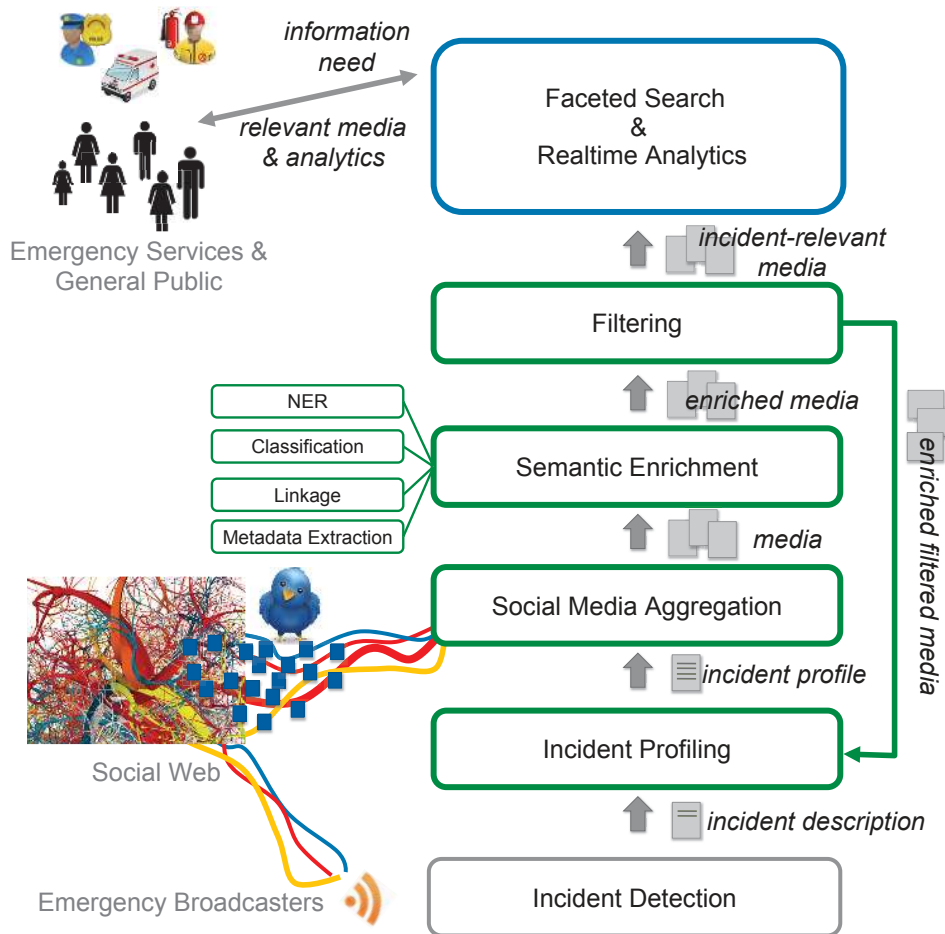 information
need
relevant media
& analytics
Faceted Search
&
Realtime Analytics
Emergency Services &
General Public
incident-relevant
media
Filtering
enriched media
enriched filtered media
NER
Classification
Linkage
Metadata Extraction
Semantic Enrichment
media
Social Media Aggregation
incident profile
Social Web
Incident Profiling
incident description
Emergency Broadcasters
Incident Detection